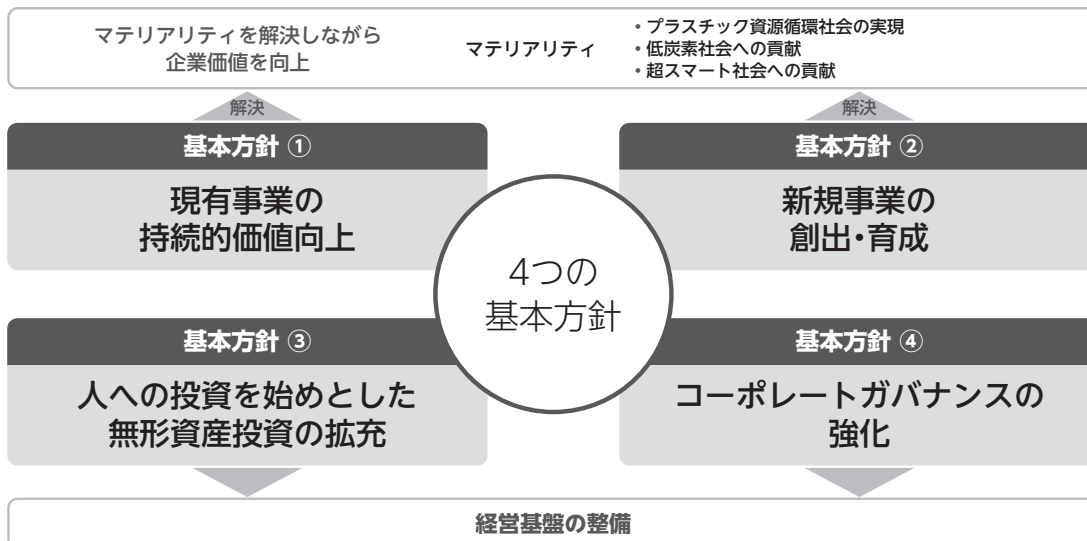 マテリアリティを解決しながら
企業価値を向上
マテリアリティ
•プラスチック資源循環社会の実現
•低炭素社会への貢献
•超スマート社会への貢献
解決
解決
基本方針 ①
現有事業の
持続的価値向上
基本方針 ②
新規事業の
創出・育成
4つの
基本方針
基本方針 ③
人への投資を始めとした
無形資産投資の拡充
基本方針 ④
コーポレートガバナンスの
強化
経営基盤の整備